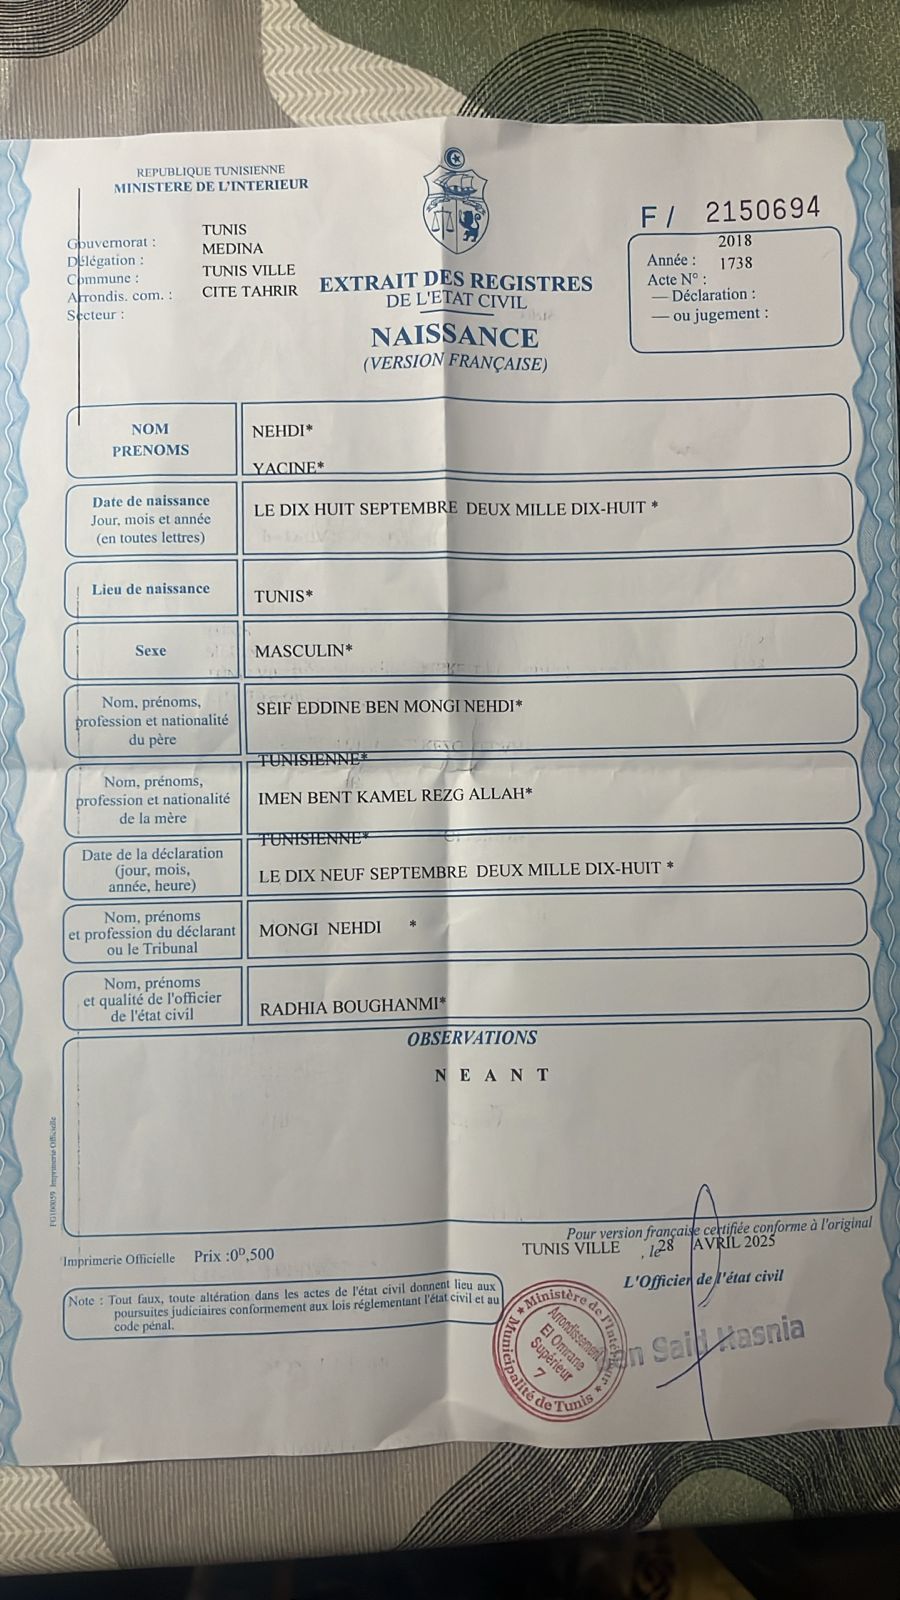 REPUBLIQUE TUNISIENNE
MINISTERE DE L'INTERIEUR
Gouvernorat : TUNIS
Délégation : MEDINA
Commune : TUNIS VILLE
Arrondis. com. : CITE TAHRIR
Secteur :
EXTRAIT DES REGISTRES
DE L'ETAT CIVIL
NAISSANCE
(VERSION FRANÇAISE)
F / 2150694
Année : 2018
Acte N° : 1738
— Déclaration :
— ou jugement :
NOM NEHDI*
PRENOMS YACINE*
Date de naissance
Jour, mois et année
(en toutes lettres)
LE DIX HUIT SEPTEMBRE DEUX MILLE DIX-HUIT *
Lieu de naissance TUNIS*
Sexe MASCULIN*
Nom, prénoms,
profession et nationalité
du père
SEIF EDDINE BEN MONGI NEHDI*
TUNISIENNE*
Nom, prénoms,
profession et nationalité
de la mère
IMEN BENT KAMEL REZG ALLAH*
TUNISIENNE*
Date de la déclaration
(jour, mois,
année, heure)
LE DIX NEUF SEPTEMBRE DEUX MILLE DIX-HUIT *
Nom, prénoms
et profession du déclarant
ou le Tribunal
MONGI NEHDI *
Nom, prénoms
et qualité de l'officier
de l'état civil
RADHIA BOUGHANMI*
OBSERVATIONS
N E A N T
Imprimerie Officielle
Pour version française certifiée conforme à l'original
TUNIS VILLE , le 28 AVRIL 2025
L'Officier de l'état civil
Imprimerie Officielle Prix :0ᴰ,500
Note : Tout faux, toute altération dans les actes de l'état civil donnent lieu aux
poursuites judiciaires conformement aux lois réglementant l'état civil et au
code pénal.
Ministère de l'Intérieur
Municipalité de Tunis
Arrondissement
El Omrane
Supérieur
7
Said Hasnia